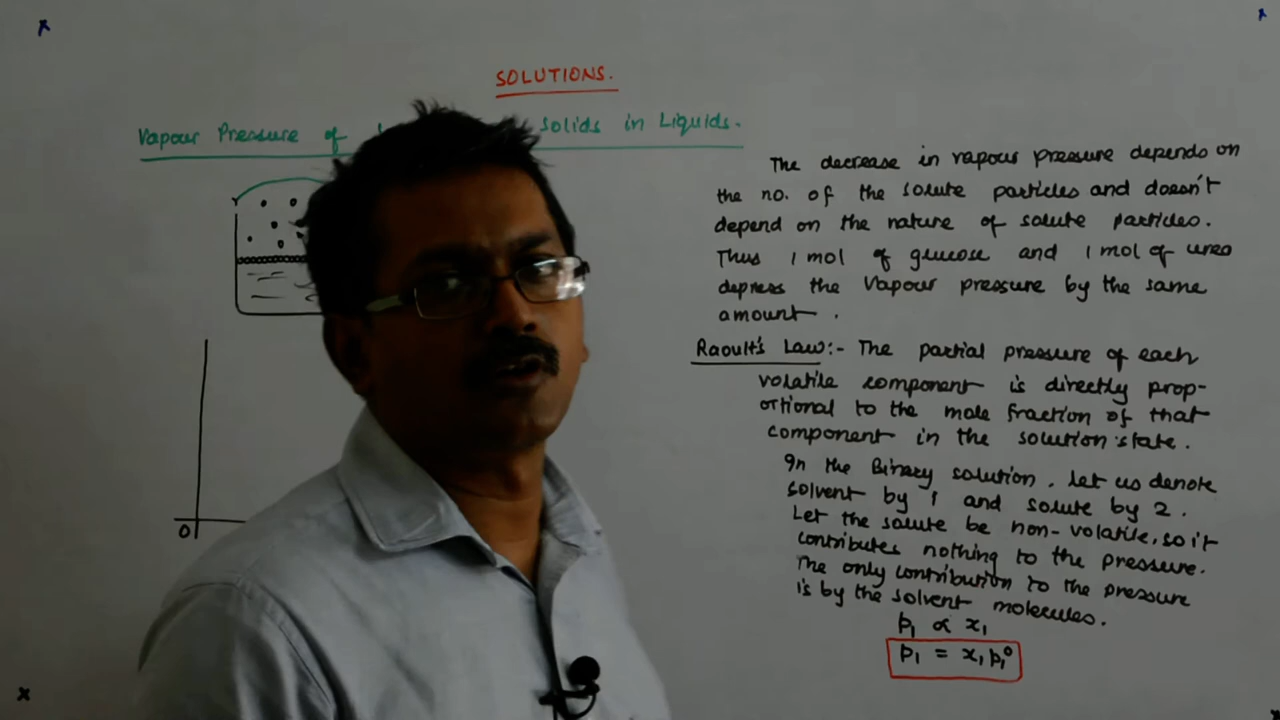 SOLUTIONS.
Vapour Pressure of Solids in Liquids.
The decrease in vapour pressure depends on
the no. of the solute particles and doesn't
depend on the nature of solute particles.
Thus 1 mol of glucose and 1 mol of urea
depress the Vapour pressure by the same
amount.
Raoult's Law:- The partial pressure of each
volatile component is directly prop-
ortional to the mole fraction of that
component in the solution state.
In the Binary solution, let us denote
solvent by 1 and solute by 2.
Let the solute be non-volatile, so it
contributes nothing to the pressure.
The only contribution to the pressure
is by the solvent molecules.
p₁ ∝ x₁
p₁ = x₁ p₁⁰
0